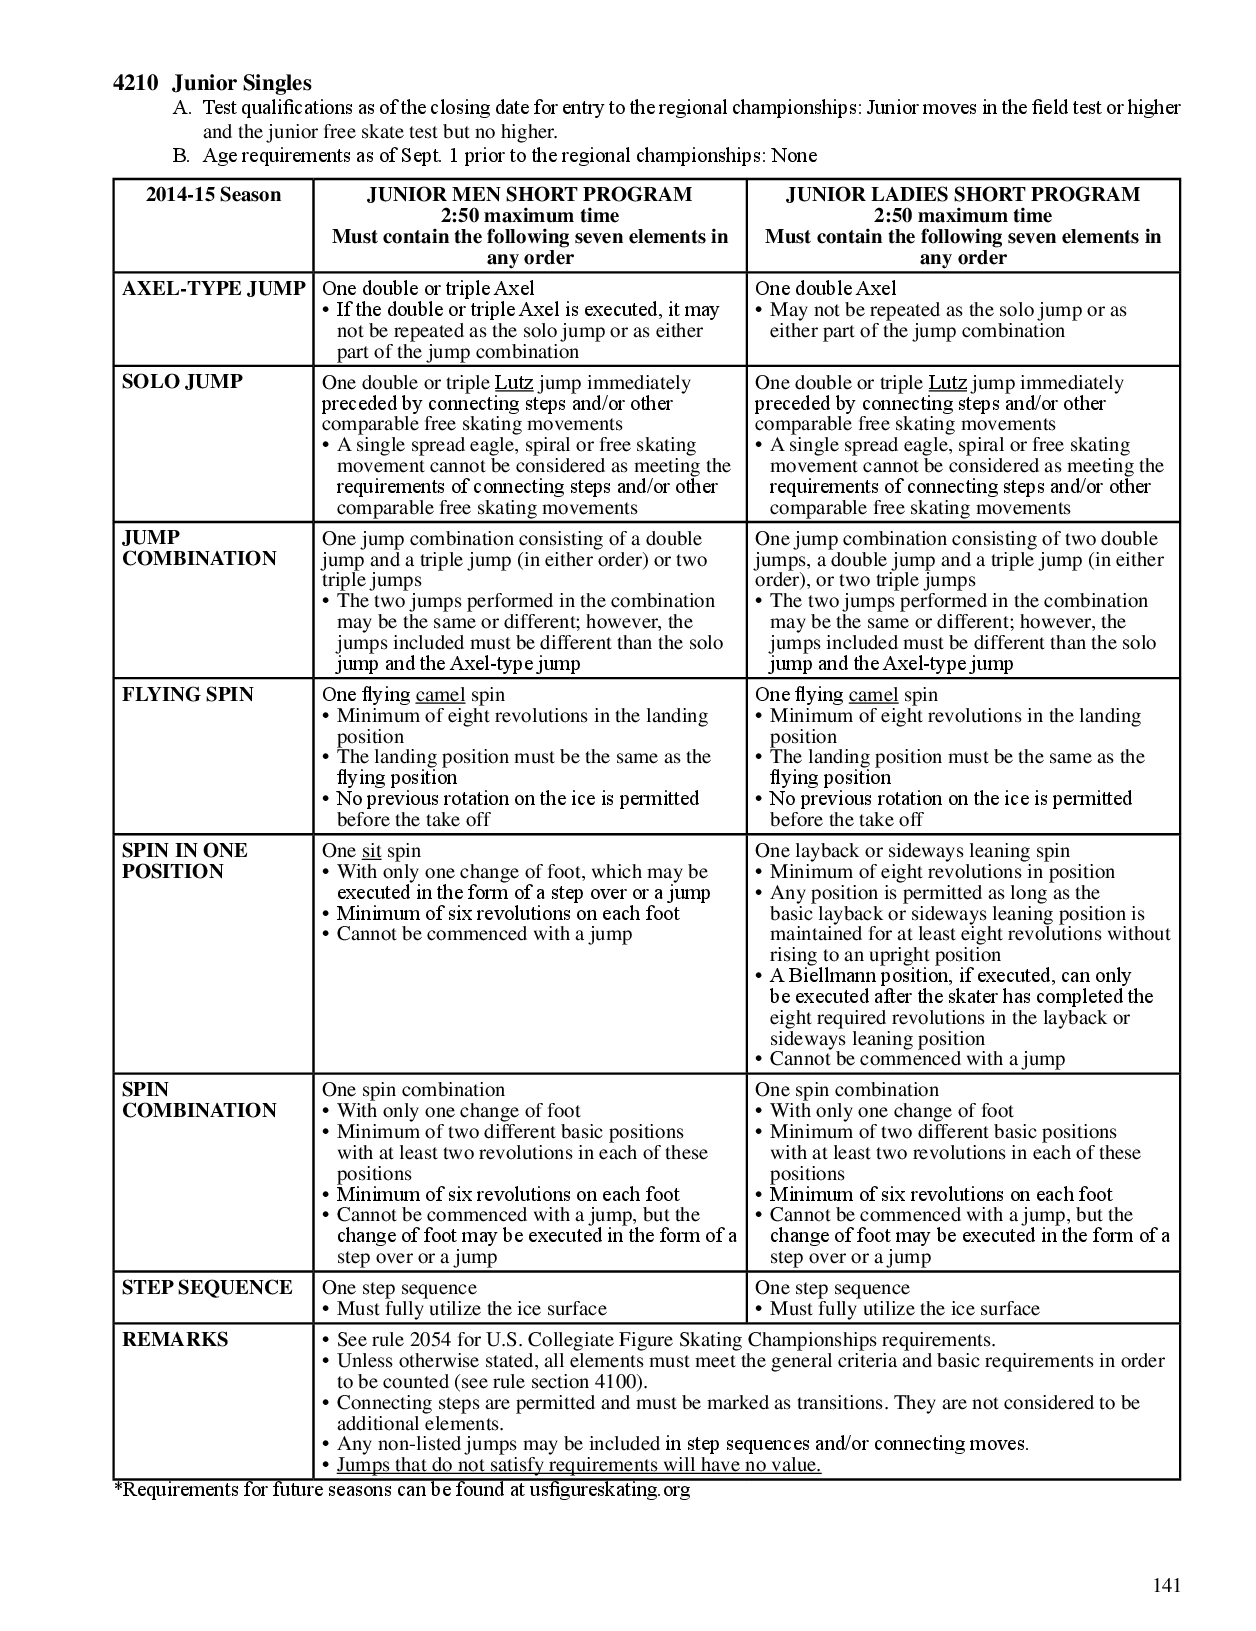 4210 Junior Singles
A. Test qualifications as of the closing date for entry to the regional championships: Junior moves in the field test or higher
and the junior free skate test but no higher.
B. Age requirements as of Sept. 1 prior to the regional championships: None
2014-15 Season
JUNIOR MEN SHORT PROGRAM
2:50 maximum time
Must contain the following seven elements in
any order
JUNIOR LADIES SHORT PROGRAM
2:50 maximum time
Must contain the following seven elements in
any order
AXEL-TYPE JUMP
One double or triple Axel
• If the double or triple Axel is executed, it may
not be repeated as the solo jump or as either
part of the jump combination
One double Axel
• May not be repeated as the solo jump or as
either part of the jump combination
SOLO JUMP
One double or triple Lutz jump immediately
preceded by connecting steps and/or other
comparable free skating movements
• A single spread eagle, spiral or free skating
movement cannot be considered as meeting the
requirements of connecting steps and/or other
comparable free skating movements
One double or triple Lutz jump immediately
preceded by connecting steps and/or other
comparable free skating movements
• A single spread eagle, spiral or free skating
movement cannot be considered as meeting the
requirements of connecting steps and/or other
comparable free skating movements
JUMP
COMBINATION
One jump combination consisting of a double
jump and a triple jump (in either order) or two
triple jumps
• The two jumps performed in the combination
may be the same or different; however, the
jumps included must be different than the solo
jump and the Axel-type jump
One jump combination consisting of two double
jumps, a double jump and a triple jump (in either
order), or two triple jumps
• The two jumps performed in the combination
may be the same or different; however, the
jumps included must be different than the solo
jump and the Axel-type jump
FLYING SPIN
One flying camel spin
• Minimum of eight revolutions in the landing
position
• The landing position must be the same as the
flying position
• No previous rotation on the ice is permitted
before the take off
One flying camel spin
• Minimum of eight revolutions in the landing
position
• The landing position must be the same as the
flying position
• No previous rotation on the ice is permitted
before the take off
SPIN IN ONE
POSITION
One sit spin
• With only one change of foot, which may be
executed in the form of a step over or a jump
• Minimum of six revolutions on each foot
• Cannot be commenced with a jump
One layback or sideways leaning spin
• Minimum of eight revolutions in position
• Any position is permitted as long as the
basic layback or sideways leaning position is
maintained for at least eight revolutions without
rising to an upright position
• A Biellmann position, if executed, can only
be executed after the skater has completed the
eight required revolutions in the layback or
sideways leaning position
• Cannot be commenced with a jump
SPIN
COMBINATION
One spin combination
• With only one change of foot
• Minimum of two different basic positions
with at least two revolutions in each of these
positions
• Minimum of six revolutions on each foot
• Cannot be commenced with a jump, but the
change of foot may be executed in the form of a
step over or a jump
One spin combination
• With only one change of foot
• Minimum of two different basic positions
with at least two revolutions in each of these
positions
• Minimum of six revolutions on each foot
• Cannot be commenced with a jump, but the
change of foot may be executed in the form of a
step over or a jump
STEP SEQUENCE
One step sequence
• Must fully utilize the ice surface
One step sequence
• Must fully utilize the ice surface
REMARKS
• See rule 2054 for U.S. Collegiate Figure Skating Championships requirements.
• Unless otherwise stated, all elements must meet the general criteria and basic requirements in order
to be counted (see rule section 4100).
• Connecting steps are permitted and must be marked as transitions. They are not considered to be
additional elements.
• Any non-listed jumps may be included in step sequences and/or connecting moves.
• Jumps that do not satisfy requirements will have no value.
*Requirements for future seasons can be found at usfigureskating.org
141